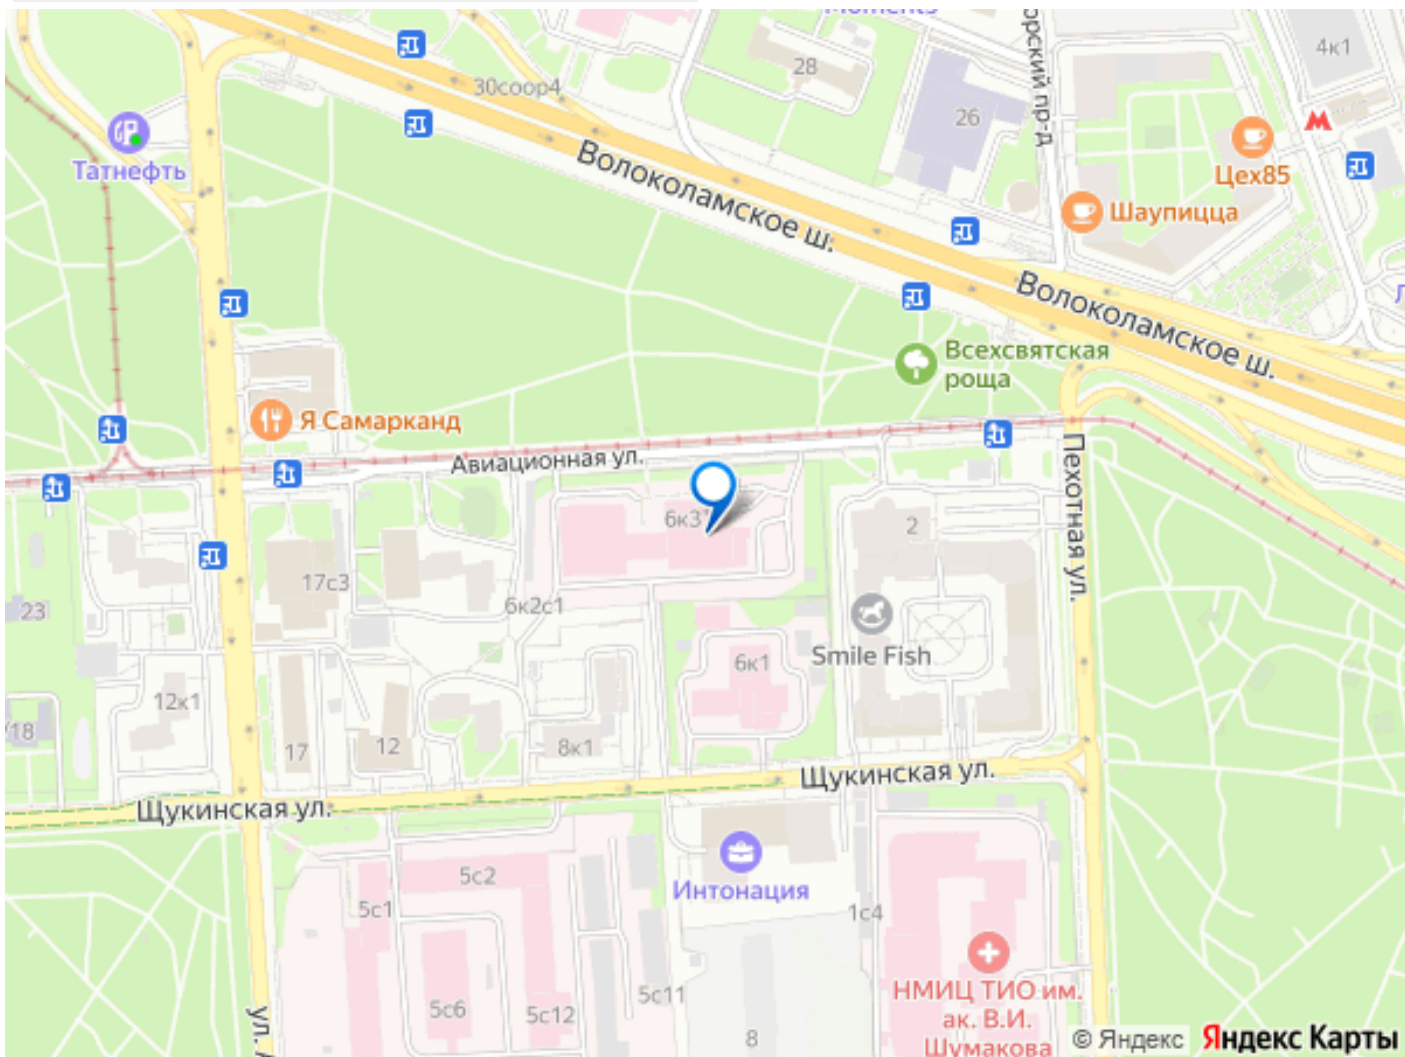 30соор4
28
26
4к1
Татнефть
Волоколамское ш.
Цех85
Шаупицца
Волоколамское ш.
Всехсвятская
роща
Я Самарканд
Авиационная ул.
Пехотная ул.
2
17с3
23
6к2с1
Smile Fish
6к1
12к1
17
12
8к1
Щукинская ул.
Щукинская ул.
Интонация
5с2
5с1
1с4
5с6
5с12
5с11
8
НМИЦ ТИО им.
ак. В.И.
Шумакова
© Яндекс Яндекс Карты